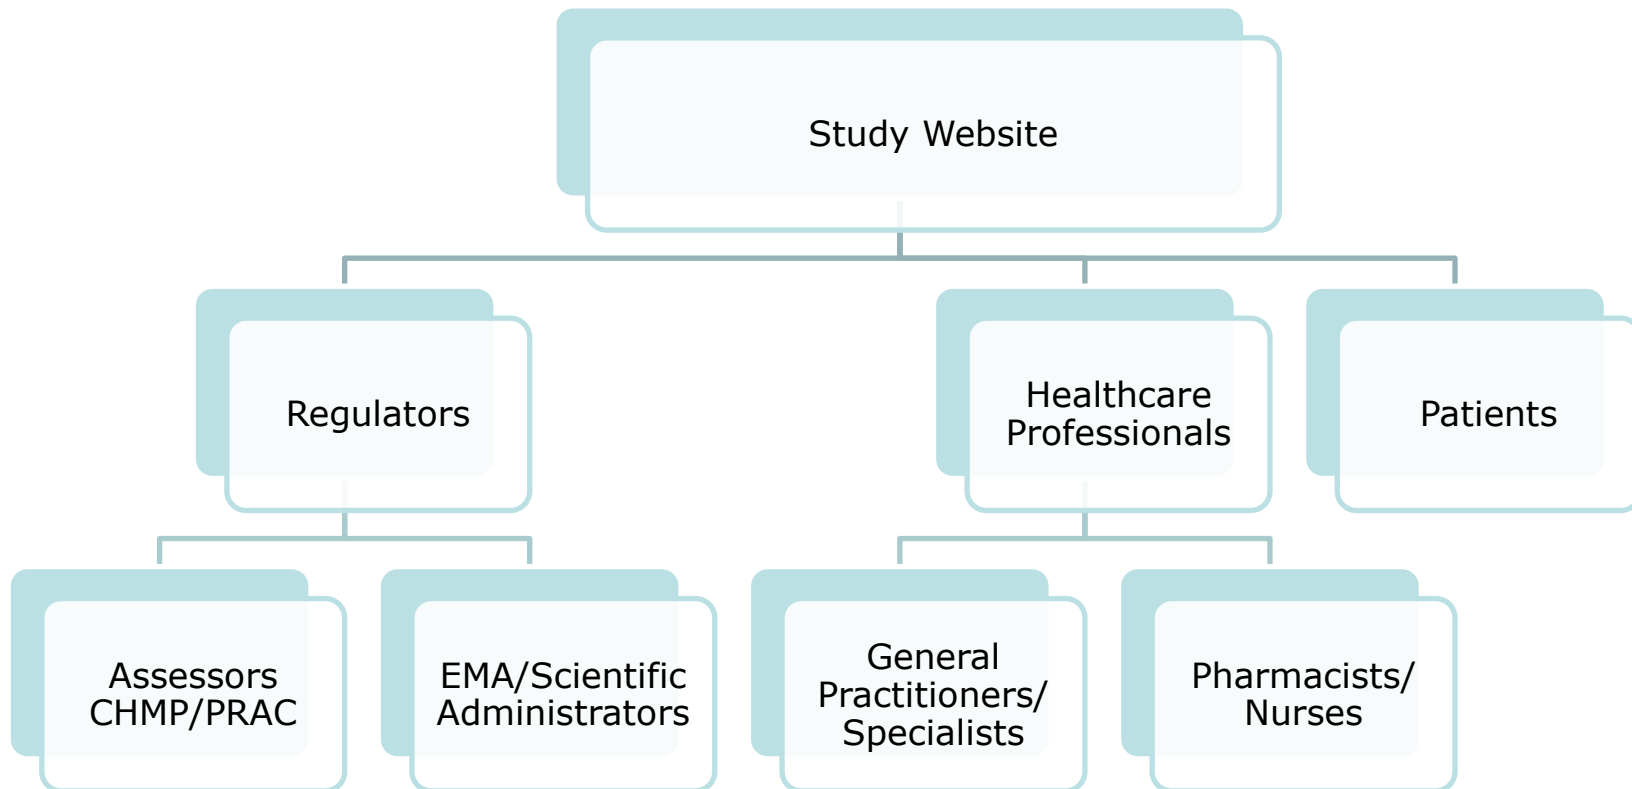 Study Website
Regulators
Healthcare
Professionals
Patients
Assessors
CHMP/PRAC
EMA/Scientific
Administrators
General
Practitioners/
Specialists
Pharmacists/
Nurses